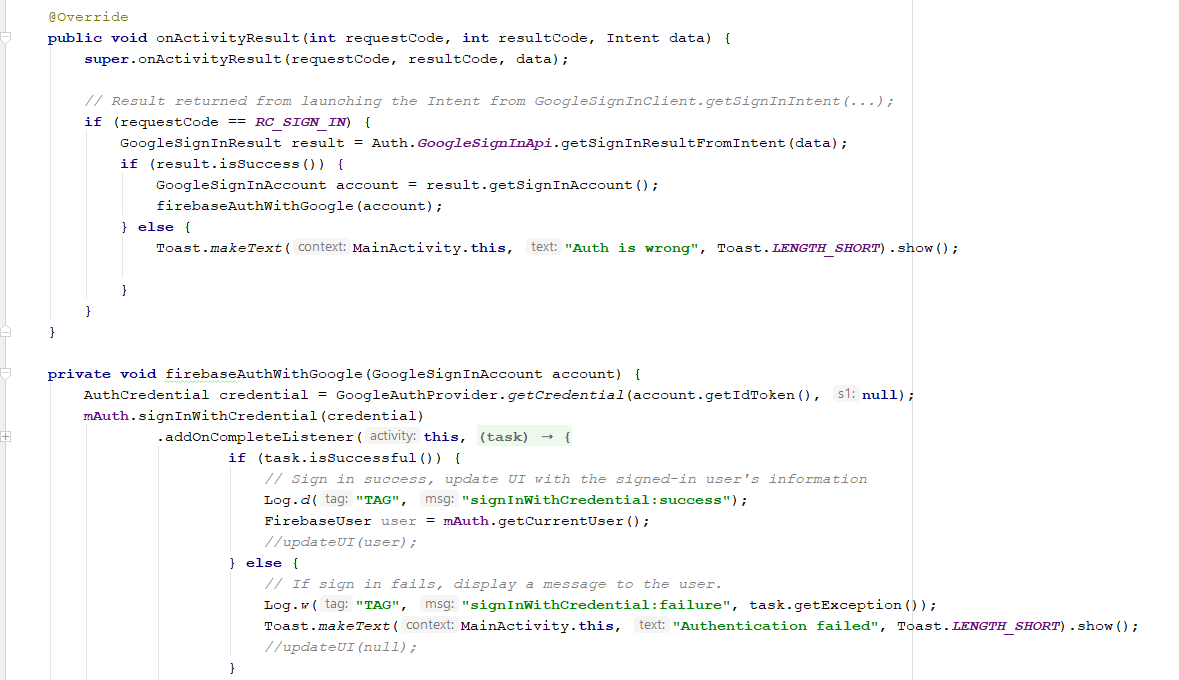 @Override
public void onActivityResult(int requestCode, int resultCode, Intent data) {
super.onActivityResult(requestCode, resultCode, data);
// Result returned from launching the Intent from GoogleSignInClient.getSignInIntent(...);
if (requestCode == RC_SIGN_IN) {
GoogleSignInResult result = Auth.GoogleSignInApi.getSignInResultFromIntent(data);
if (result.isSuccess()) {
GoogleSignInAccount account = result.getSignInAccount();
firebaseAuthWithGoogle(account);
} else {
Toast.makeText( context: MainActivity.this, text: "Auth is wrong", Toast.LENGTH_SHORT).show();
}
}
}
private void firebaseAuthWithGoogle(GoogleSignInAccount account) {
AuthCredential credential = GoogleAuthProvider.getCredential(account.getIdToken(), s1: null);
mAuth.signInWithCredential(credential)
.addOnCompleteListener( activity: this, (task) → {
if (task.isSuccessful()) {
// Sign in success, update UI with the signed-in user's information
Log.d( tag: "TAG", msg: "signInWithCredential:success");
FirebaseUser user = mAuth.getCurrentUser();
//updateUI(user);
} else {
// If sign in fails, display a message to the user.
Log.w( tag: "TAG", msg: "signInWithCredential:failure", task.getException());
Toast.makeText( context: MainActivity.this, text: "Authentication failed", Toast.LENGTH_SHORT).show();
//updateUI(null);
}